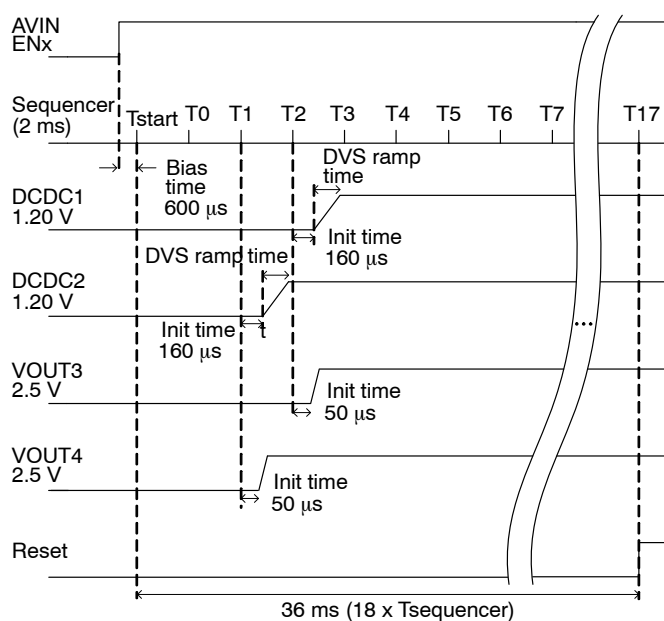 AVIN
ENx
Sequencer
(2 ms)
Tstart T0 T1 T2 T3 T4 T5 T6 T7 T17
Bias
time
600 μs
DVS ramp
time
DCDC1
1.20 V
Init time
160 μs
DVS ramp time
DCDC2
1.20 V
Init time
160 μs
t
...
VOUT3
2.5 V
Init time
50 μs
VOUT4
2.5 V
Init time
50 μs
Reset
36 ms (18 x Tsequencer)